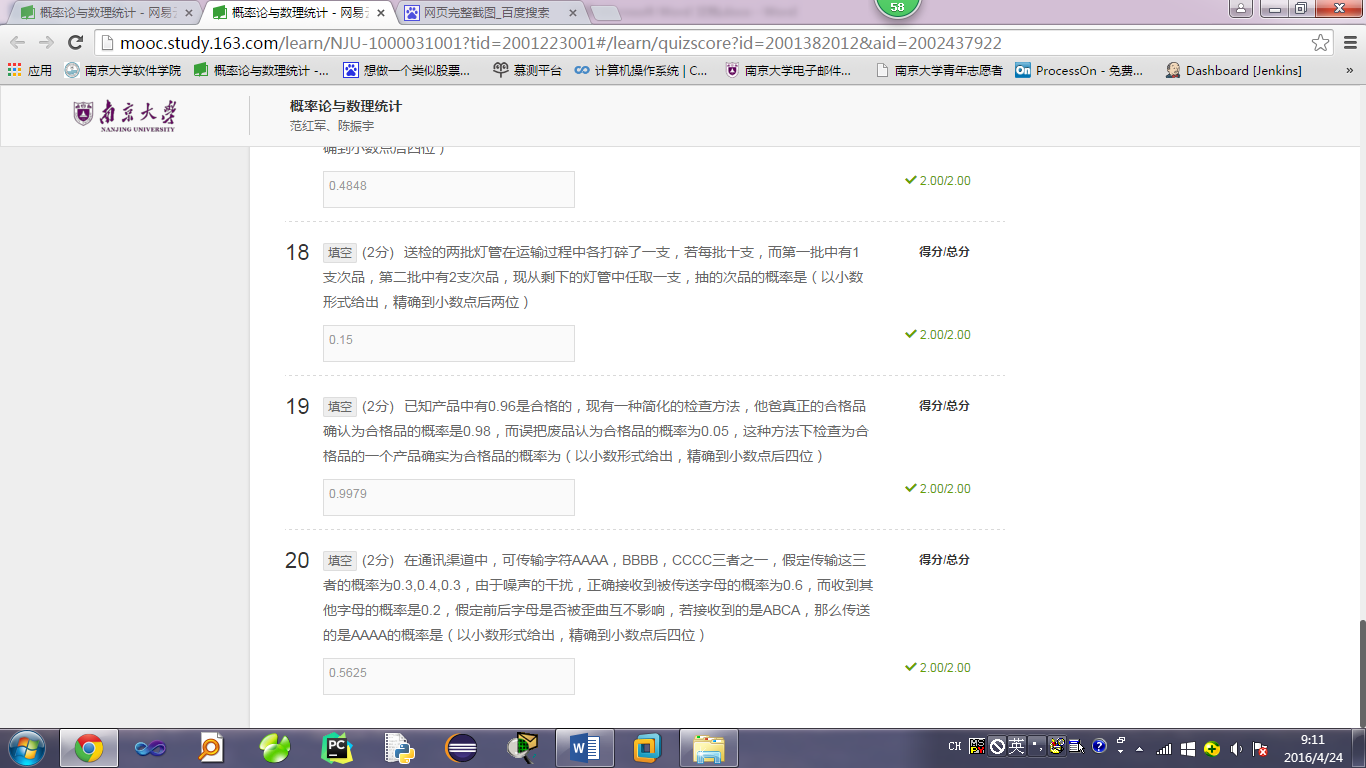 概率论与数理统计 - 网易云
概率论与数理统计 - 网易云
网页完整截图_百度搜索
58
mooc.study.163.com/learn/NJU-1000031001?tid=2001223001#/learn/quizscore?id=2001382012&aid=2002437922
应用
南京大学软件学院
概率论与数理统计 -...
想做一个类似股票...
慕测平台
计算机操作系统 | C...
南京大学电子邮件...
南京大学青年志愿者
ProcessOn - 免费...
Dashboard [Jenkins]
»
南京大学
NANJING UNIVERSITY
概率论与数理统计
范红军、陈振宇
确到小数点后四位）
0.4848
2.00/2.00
18 填空 (2分) 送检的两批灯管在运输过程中各打碎了一支，若每批十支，而第一批中有1
支次品，第二批中有2支次品，现从剩下的灯管中任取一支，抽的次品的概率是（以小数
形式给出，精确到小数点后两位）
得分/总分
0.15
2.00/2.00
19 填空 (2分) 已知产品中有0.96是合格的，现有一种简化的检查方法，他爸真正的合格品
确认为合格品的概率是0.98，而误把废品认为合格品的概率为0.05，这种方法下检查为合
格品的一个产品确实为合格品的概率为（以小数形式给出，精确到小数点后四位）
得分/总分
0.9979
2.00/2.00
20 填空 (2分) 在通讯渠道中，可传输字符AAAA，BBBB，CCCC三者之一，假定传输这三
者的概率为0.3,0.4,0.3，由于噪声的干扰，正确接收到被传送字母的概率为0.6，而收到其
他字母的概率是0.2，假定前后字母是否被歪曲互不影响，若接收到的是ABCA，那么传送
的是AAAA的概率是（以小数形式给出，精确到小数点后四位）
得分/总分
0.5625
2.00/2.00
CH
英
9:11
2016/4/24